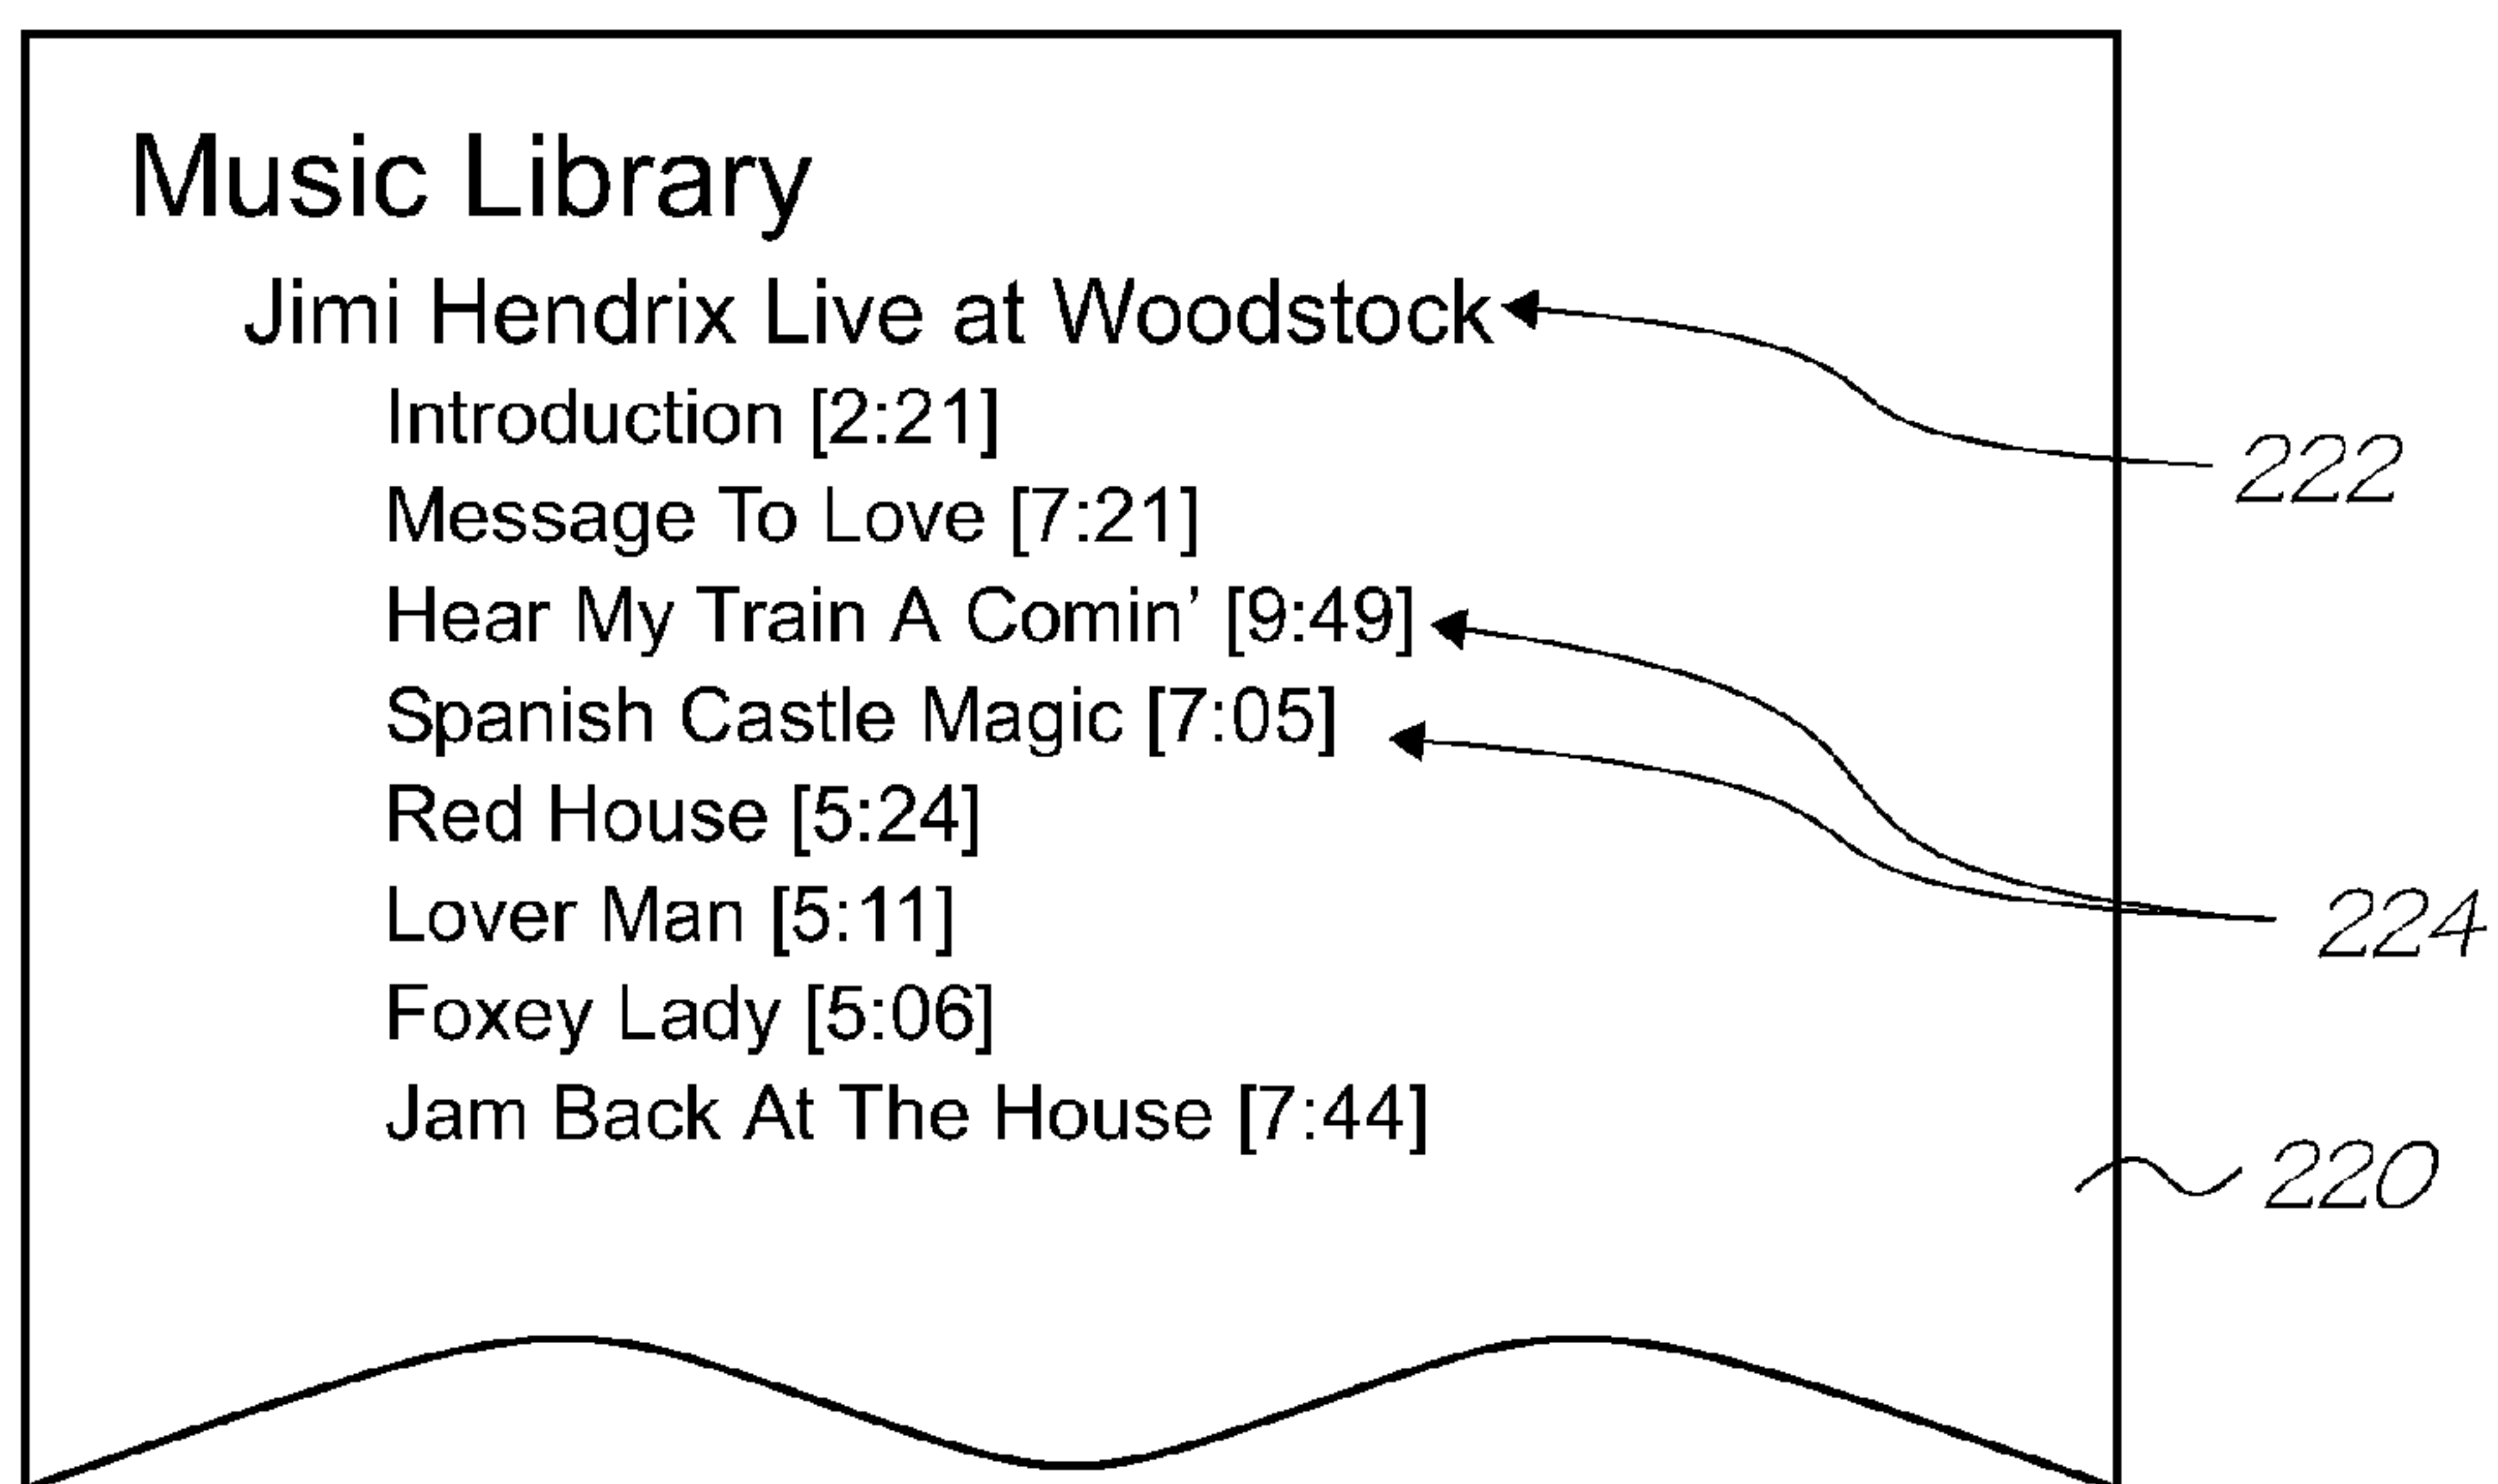 Music Library
Jimi Hendrix Live at Woodstock
Introduction [2:21]
222
Message To Love [7:21]
Hear My Train A Comin’ [9:49]
Spanish Castle Magic [7:05]
Red House [5:24]
Lover Man [5:11]
224
Foxey Lady [5:06]
Jam Back At The House [7:44]
220